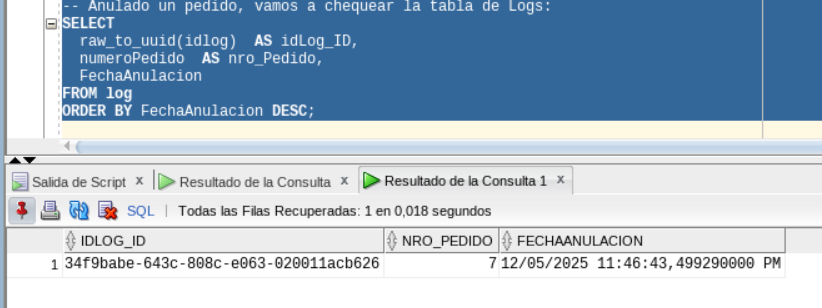 -- Anulado un pedido, vamos a chequear la tabla de Logs:
SELECT
raw_to_uuid(idlog)  AS idLog_ID,
numeroPedido  AS nro_Pedido,
FechaAnulacion
FROM log
ORDER BY FechaAnulacion DESC;
Salida de Script x Resultado de la Consulta x Resultado de la Consulta 1 x
SQL | Todas las Filas Recuperadas: 1 en 0,018 segundos
IDLOG_ID NRO_PEDIDO FECHAANULACION
1 34f9babe-643c-808c-e063-020011acb626 7 12/05/2025 11:46:43,499290000 PM